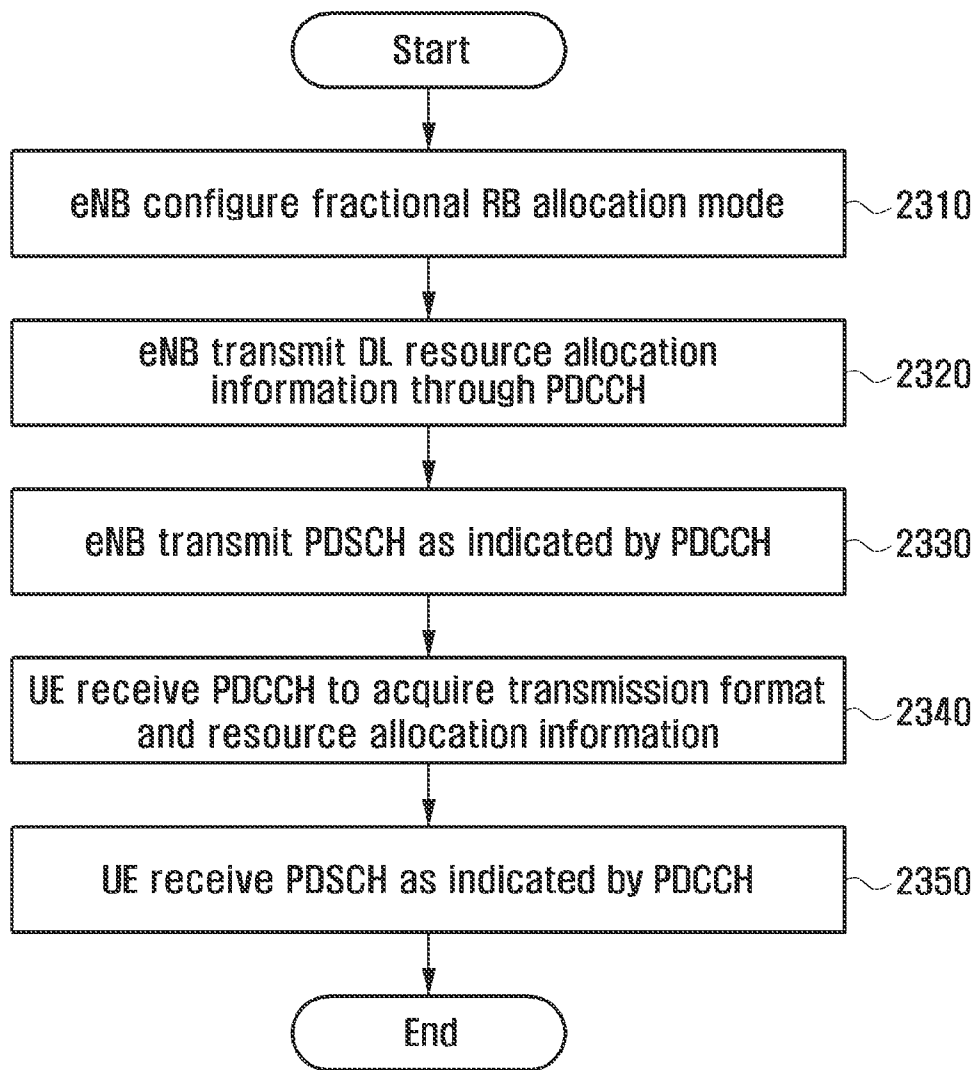 Start
eNB configure fractional RB allocation mode
2310
eNB transmit DL resource allocation
information through PDCCH
2320
eNB transmit PDSCH as indicated by PDCCH
2330
UE receive PDCCH to acquire transmission format
and resource allocation information
2340
UE receive PDSCH as indicated by PDCCH
2350
End